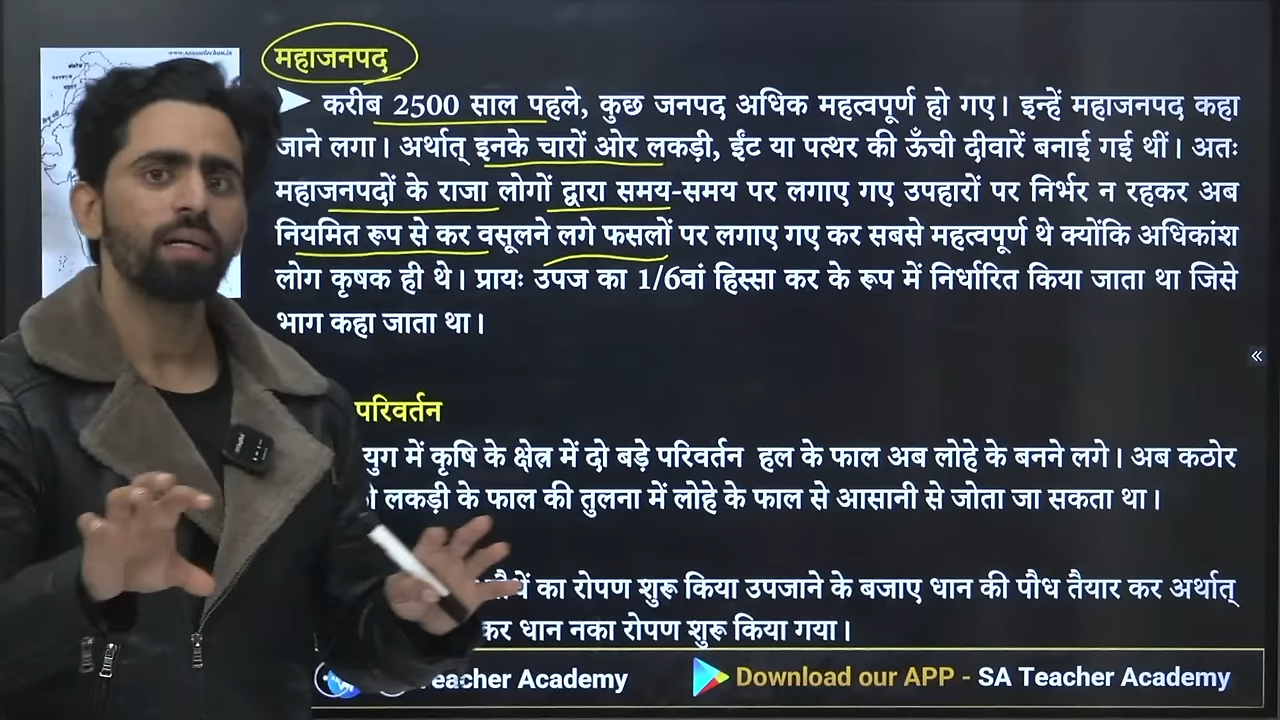 महाजनपद
करीब 2500 साल पहले, कुछ जनपद अधिक महत्वपूर्ण हो गए। इन्हें महाजनपद कहा
जाने लगा। अर्थात् इनके चारों ओर लकड़ी, ईंट या पत्थर की ऊँची दीवारें बनाई गई थीं। अतः
महाजनपदों के राजा लोगों द्वारा समय-समय पर लगाए गए उपहारों पर निर्भर न रहकर अब
नियमित रूप से कर वसूलने लगे फसलों पर लगाए गए कर सबसे महत्वपूर्ण थे क्योंकि अधिकांश
लोग कृषक ही थे। प्रायः उपज का 1/6वां हिस्सा कर के रूप में निर्धारित किया जाता था जिसे
भाग कहा जाता था।
परिवर्तन
युग में कृषि के क्षेत्र में दो बड़े परिवर्तन हल के फाल अब लोहे के बनने लगे। अब कठोर
लकड़ी के फाल की तुलना में लोहे के फाल से आसानी से जोता जा सकता था।
का रोपण शुरू किया उपजाने के बजाए धान की पौध तैयार कर अर्थात्
कर धान नका रोपण शुरू किया गया।
Teacher Academy
Download our APP - SA Teacher Academy